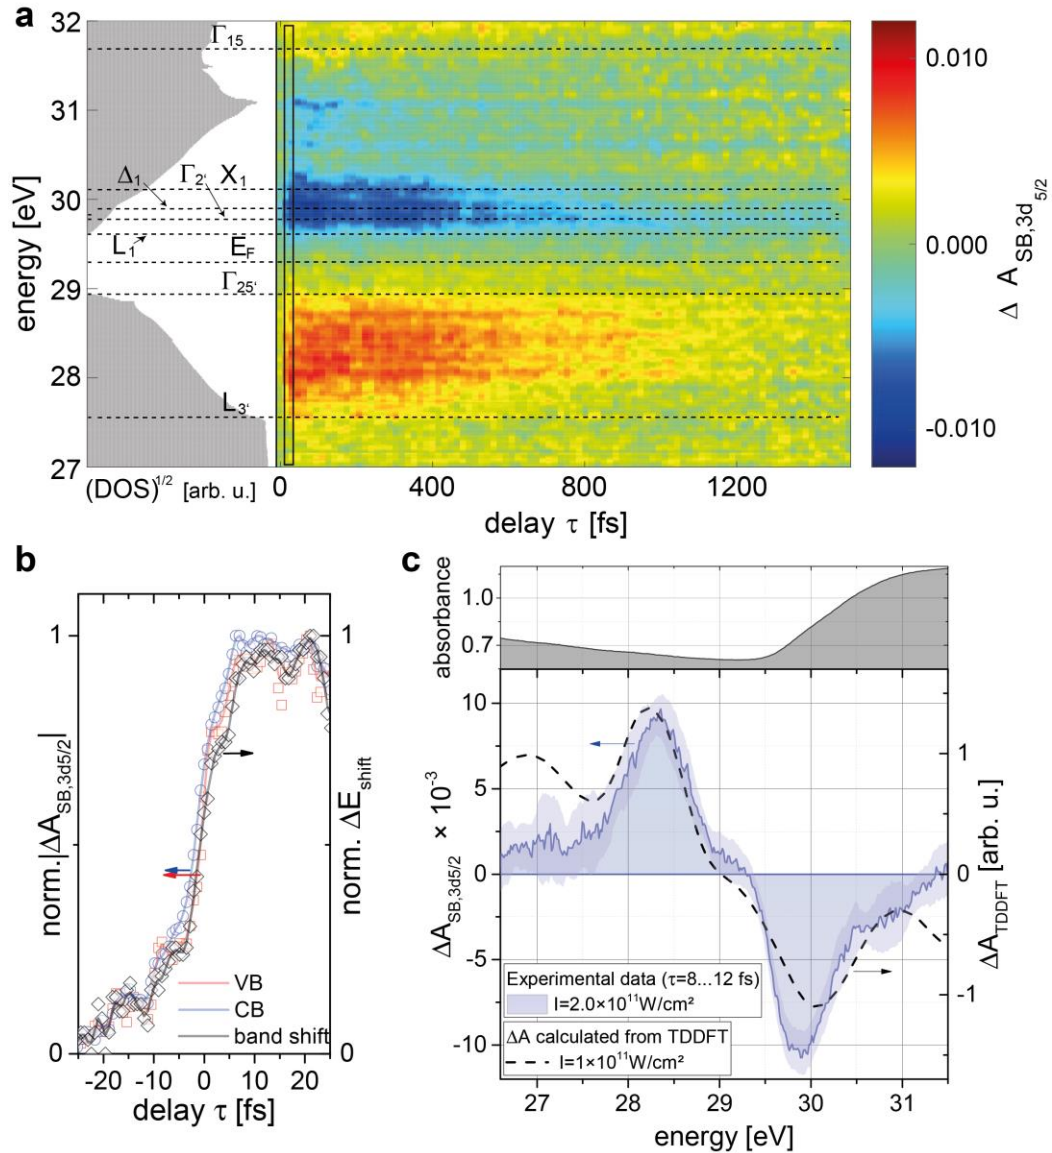 a
32
31
30
29
28
27
energy [eV]
Γ15
Δ1 Γ2' X1
L1 EF
Γ25'
L3'
(DOS)1/2 [arb. u.]
0 400 800 1200
delay τ [fs]
0.010
0.000
-0.010
Δ ASB,3d5/2
b
1
0
norm.|ΔASB,3d5/2|
1
0
norm. ΔEshift
VB
CB
band shift
-20 -10 0 10 20
delay τ [fs]
c
absorbance
1.0
0.7
10
5
0
-5
-10
ΔASB,3d5/2 × 10-3
1
0
-1
ΔATDDFT [arb. u.]
Experimental data (τ=8...12 fs)
I=2.0×10¹¹W/cm²
ΔA calculated from TDDFT
I=1×10¹¹W/cm²
27 28 29 30 31
energy [eV]